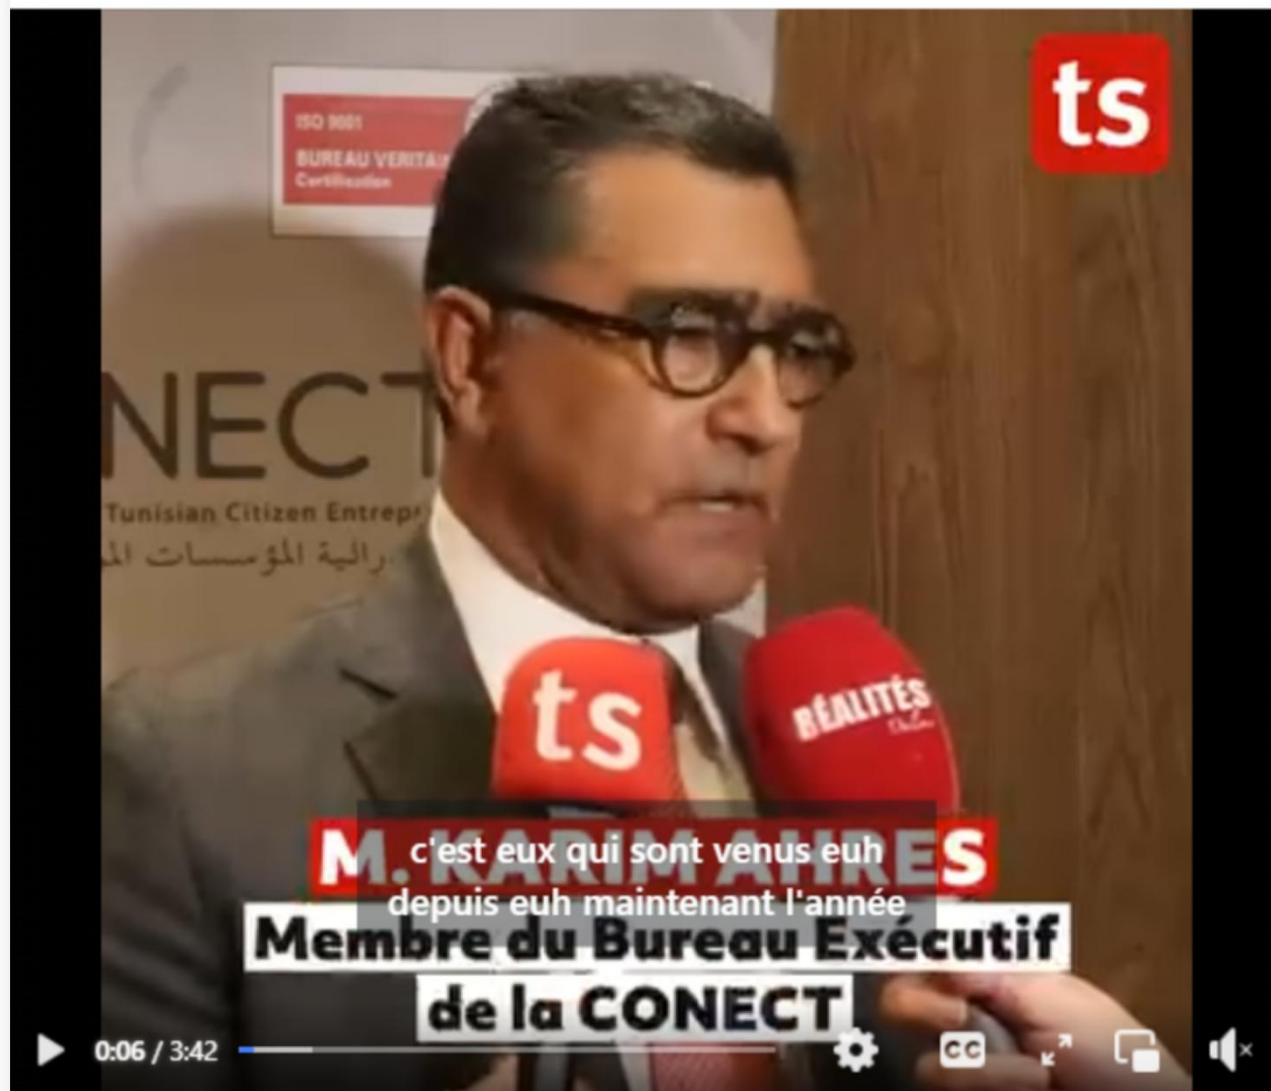 ts
ISO 9001
BUREAU VERITA
Certification
NECT
Tunisian Citizen Entrep
رالية المؤسسات الم
ts
RÉALITÉS
M. KARIM AHRES
c'est eux qui sont venus euh
depuis euh maintenant l'année
Membre du Bureau Exécutif
de la CONECT
0:06 / 3:42
CC